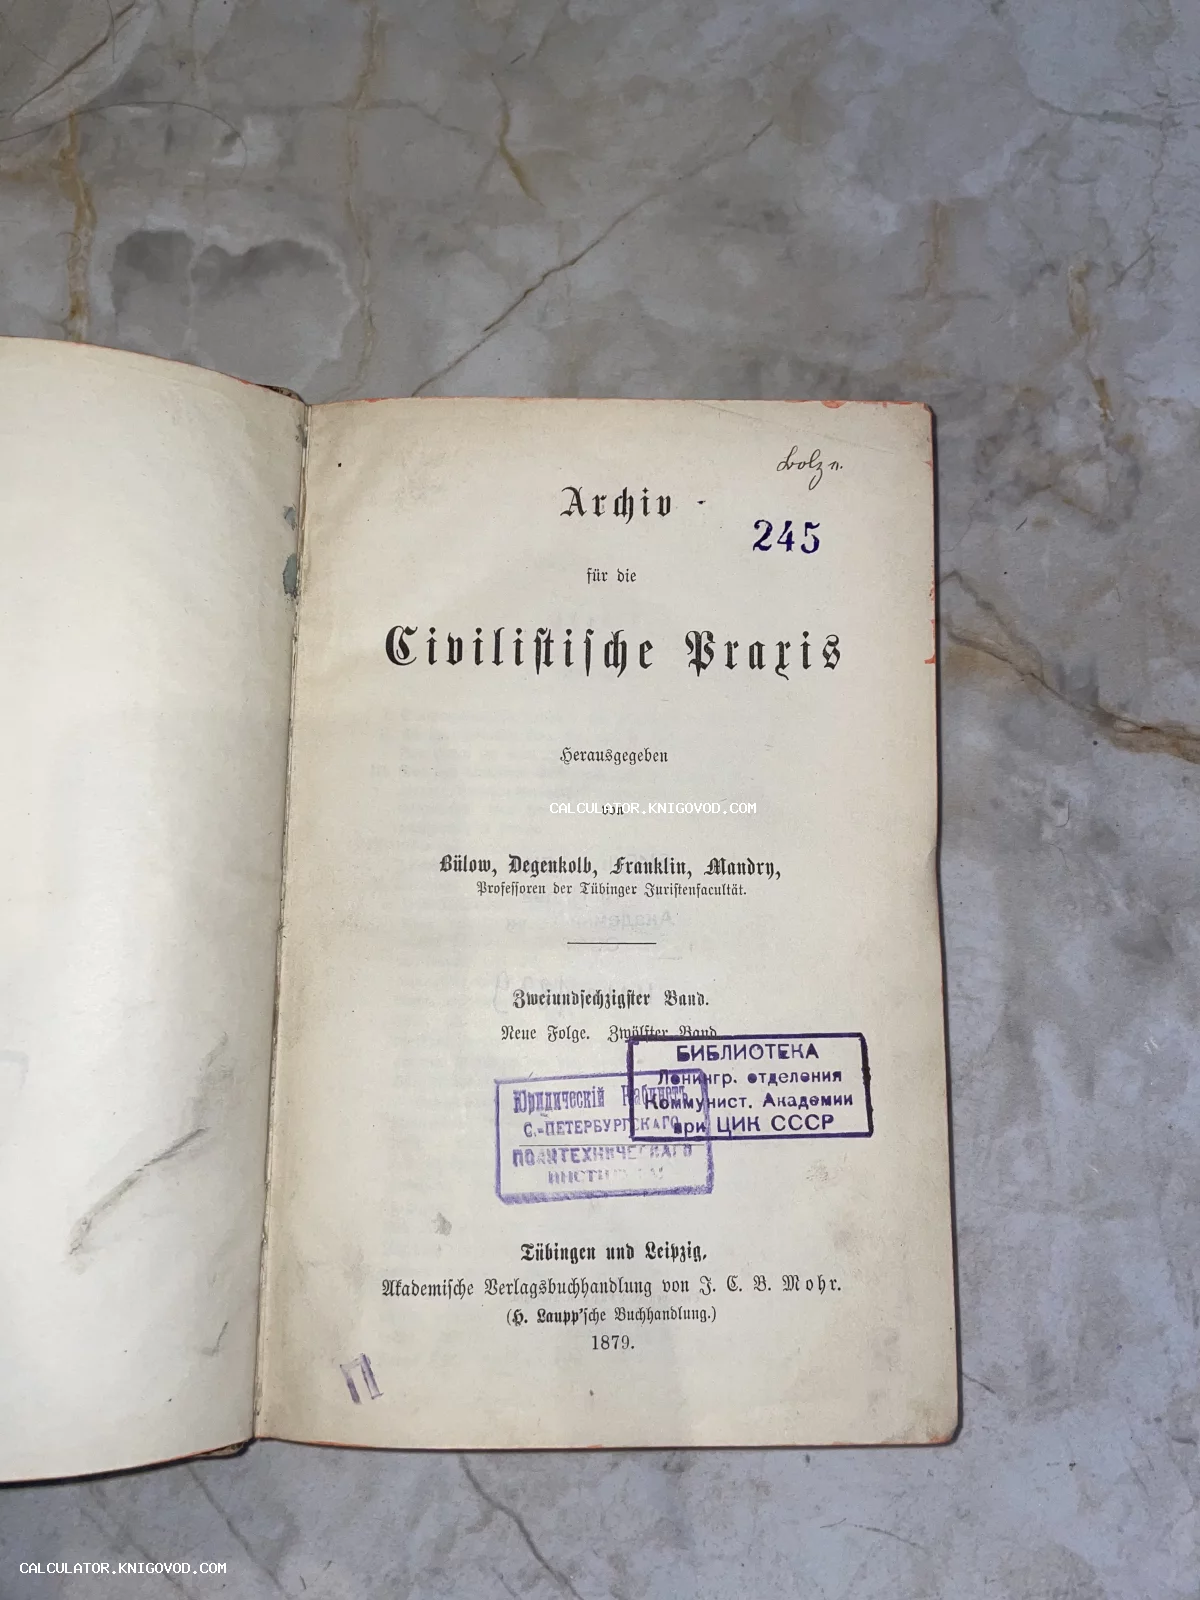 Archiv
245
für die
Civilistische Praxis
Herausgegeben
von
CALCULATOR.KNIGOVOD.COM
Bülow, Degenkolb, Franklin, Mandry,
Professoren der Tübinger Juristenfacultät.
Zweiundsechzigster Band.
Neue Folge. Zwölfter Band.
БИБЛИОТЕКА
Ленингр. отделения
Коммунист. Академии
при ЦИК СССР
Юридическій Кабинетъ
С.-ПЕТЕРБУРГСКАГО
ПОЛИТЕХНИЧЕСКАГО
ИНСТИТУТА
Tübingen und Leipzig.
Akademische Verlagsbuchhandlung von J. C. B. Mohr.
(H. Laupp'sche Buchhandlung.)
1879.
П
CALCULATOR.KNIGOVOD.COM